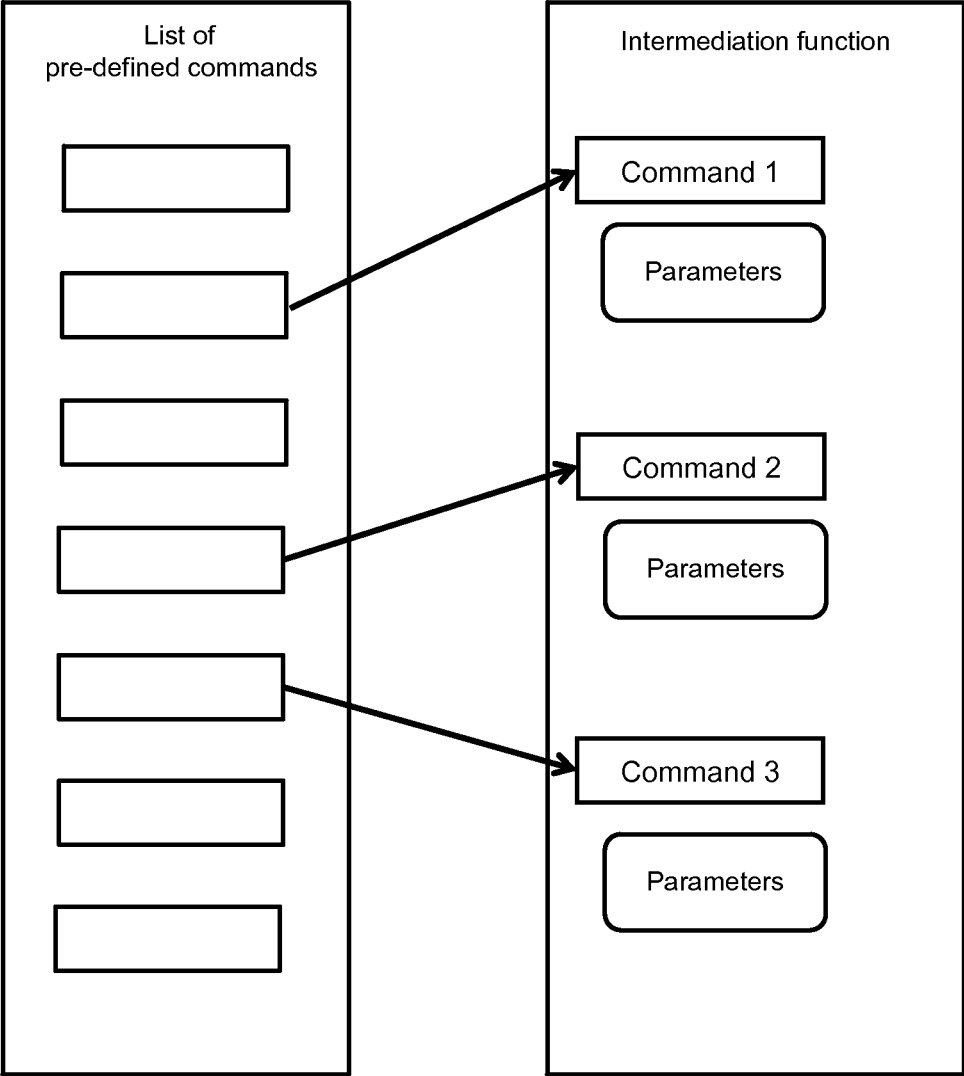 List of
pre-defined commands
Intermediation function
Command 1
Parameters
Command 2
Parameters
Command 3
Parameters